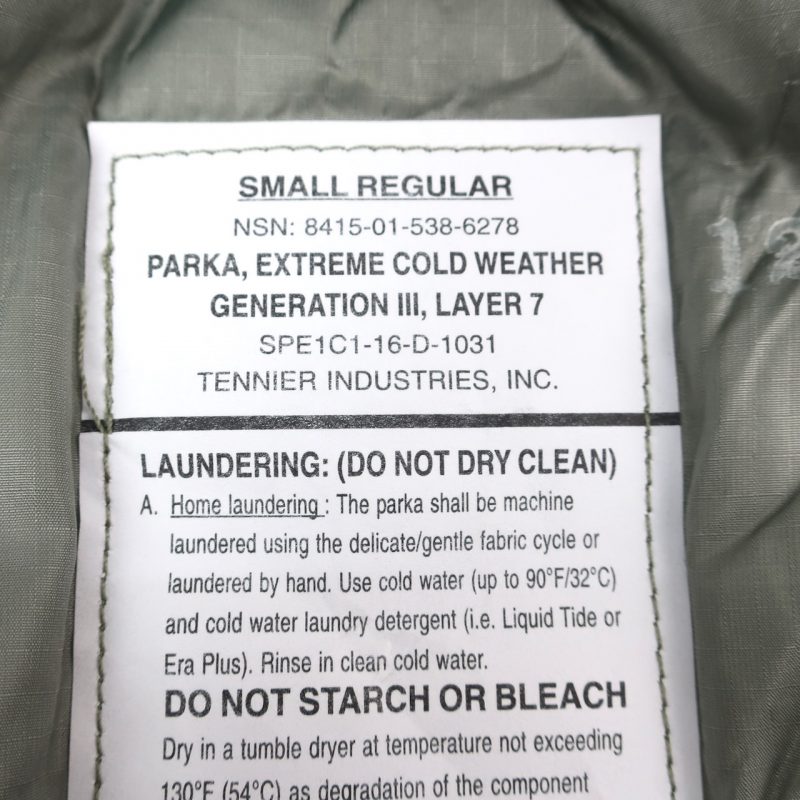 SMALL REGULAR
NSN: 8415-01-538-6278
PARKA, EXTREME COLD WEATHER
GENERATION III, LAYER 7
SPE1C1-16-D-1031
TENNIER INDUSTRIES, INC.
LAUNDERING: (DO NOT DRY CLEAN)
A. Home laundering : The parka shall be machine
laundered using the delicate/gentle fabric cycle or
laundered by hand. Use cold water (up to 90°F/32°C)
and cold water laundry detergent (i.e. Liquid Tide or
Era Plus). Rinse in clean cold water.
DO NOT STARCH OR BLEACH
Dry in a tumble dryer at temperature not exceeding
130°F (54°C) as degradation of the component